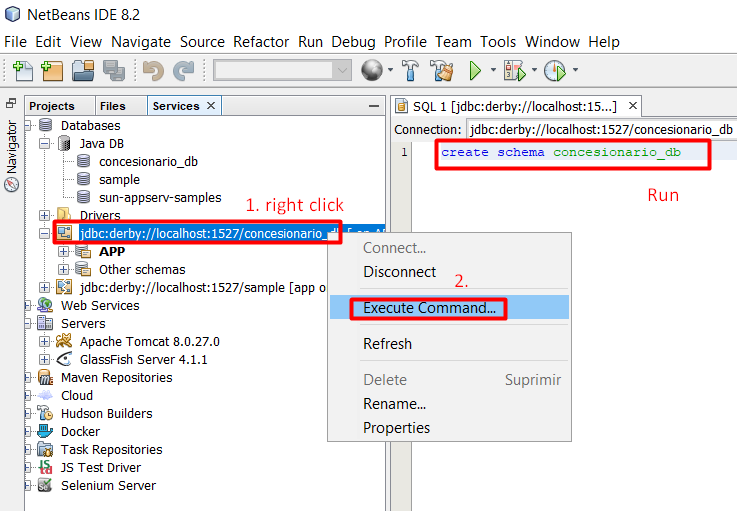 NetBeans IDE 8.2
File Edit View Navigate Source Refactor Run Debug Profile Team Tools Window Help
Projects Files Services
Navigator
Databases
Java DB
concesionario_db
sample
sun-appserv-samples
Drivers
jdbc:derby://localhost:1527/concesionario_db
APP
Other schemas
jdbc:derby://localhost:1527/sample [app o
Web Services
Servers
Apache Tomcat 8.0.27.0
GlassFish Server 4.1.1
Maven Repositories
Cloud
Hudson Builders
Docker
Task Repositories
JS Test Driver
Selenium Server
1. right click
Connect...
Disconnect
2.
Execute Command...
Refresh
Delete Suprimir
Rename...
Properties
SQL 1 [jdbc:derby://localhost:15...]
Connection: jdbc:derby://localhost:1527/concesionario_db
1 create schema concesionario_db
Run